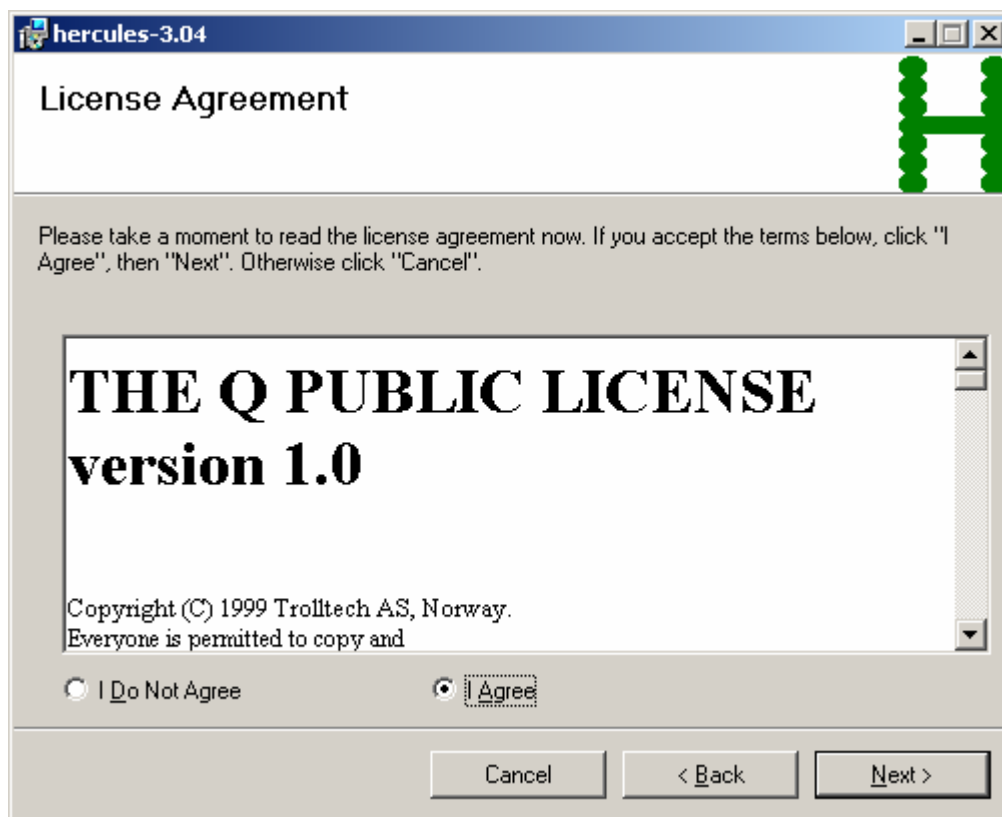 hercules-3.04
License Agreement
H
Please take a moment to read the license agreement now. If you accept the terms below, click "I
Agree", then "Next". Otherwise click "Cancel".
THE Q PUBLIC LICENSE
version 1.0
Copyright (C) 1999 Trolltech AS, Norway.
Everyone is permitted to copy and
I Do Not Agree
I Agree
Cancel
< Back
Next >